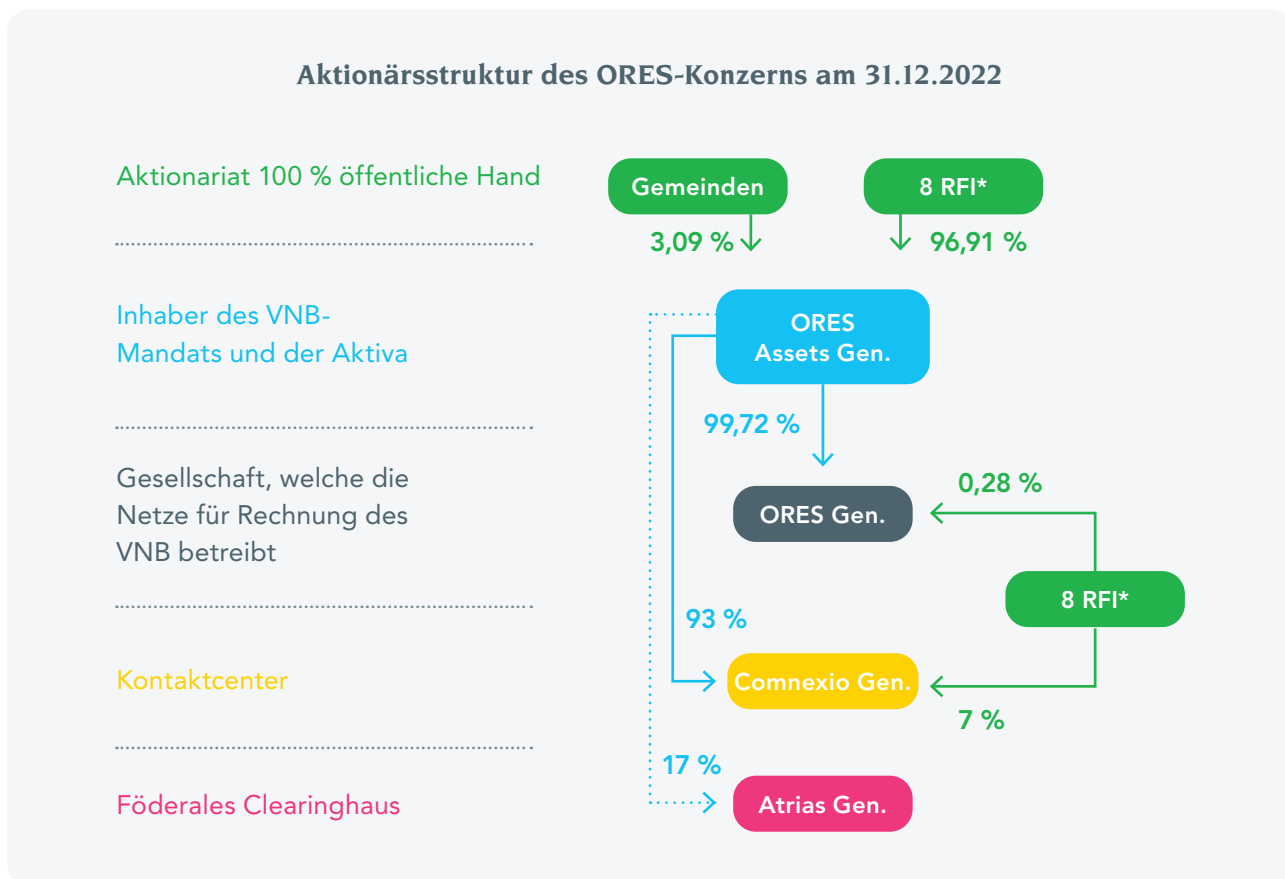 Aktionärsstruktur des ORES-Konzerns am 31.12.2022
Aktionariat 100 % öffentliche Hand
Gemeinden
8 RFI*
3,09 %
96,91 %
Inhaber des VNB-
Mandats und der Aktiva
ORES
Assets Gen.
99,72 %
Gesellschaft, welche die
Netze für Rechnung des
VNB betreibt
ORES Gen.
0,28 %
8 RFI*
93 %
Kontaktcenter
Comnexio Gen.
7 %
17 %
Föderales Clearinghaus
Atrias Gen.